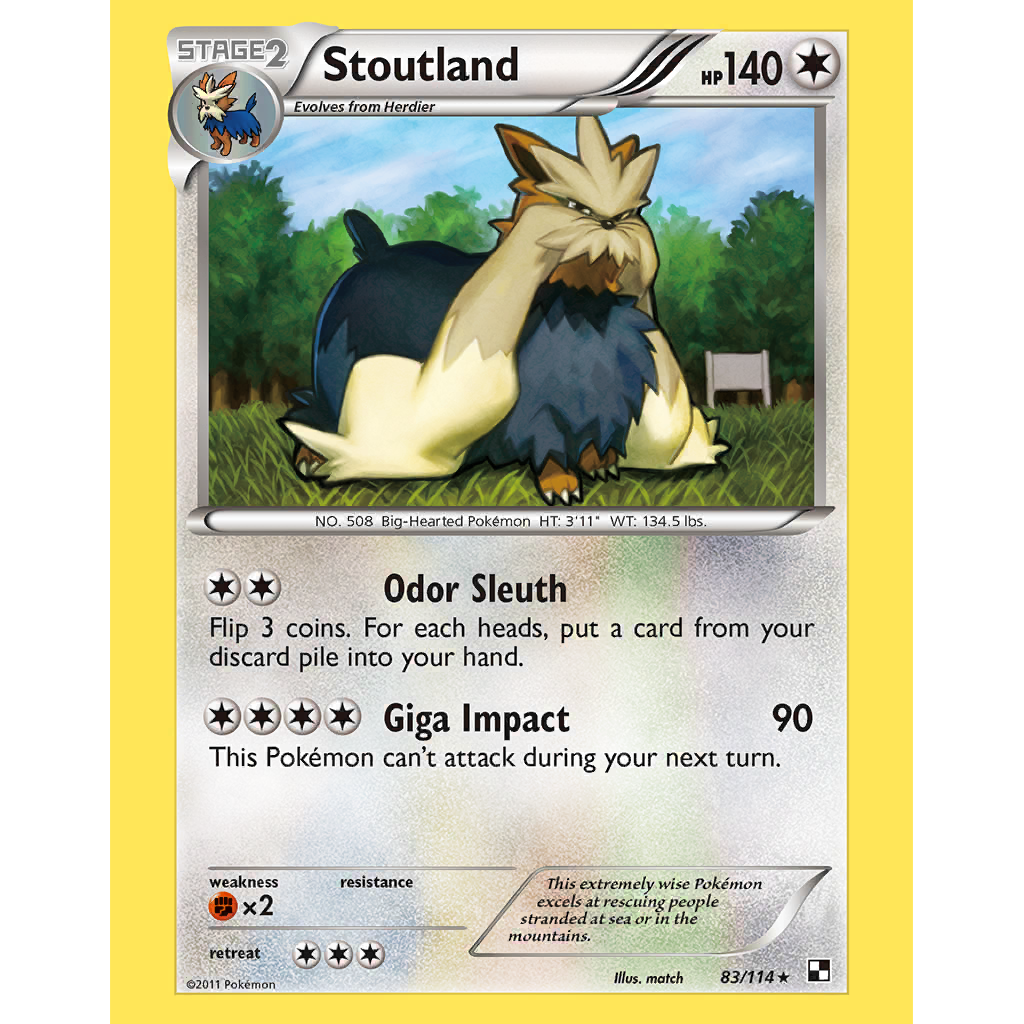 STAGE2
Stoutland
HP140
Evolves from Herdier
NO. 508 Big-Hearted Pokémon HT: 3'11" WT: 134.5 lbs.
Odor Sleuth
Flip 3 coins. For each heads, put a card from your
discard pile into your hand.
Giga Impact 90
This Pokémon can't attack during your next turn.
weakness resistance
×2
retreat
This extremely wise Pokémon
excels at rescuing people
stranded at sea or in the
mountains.
©2011 Pokémon
Illus. match 83/114★